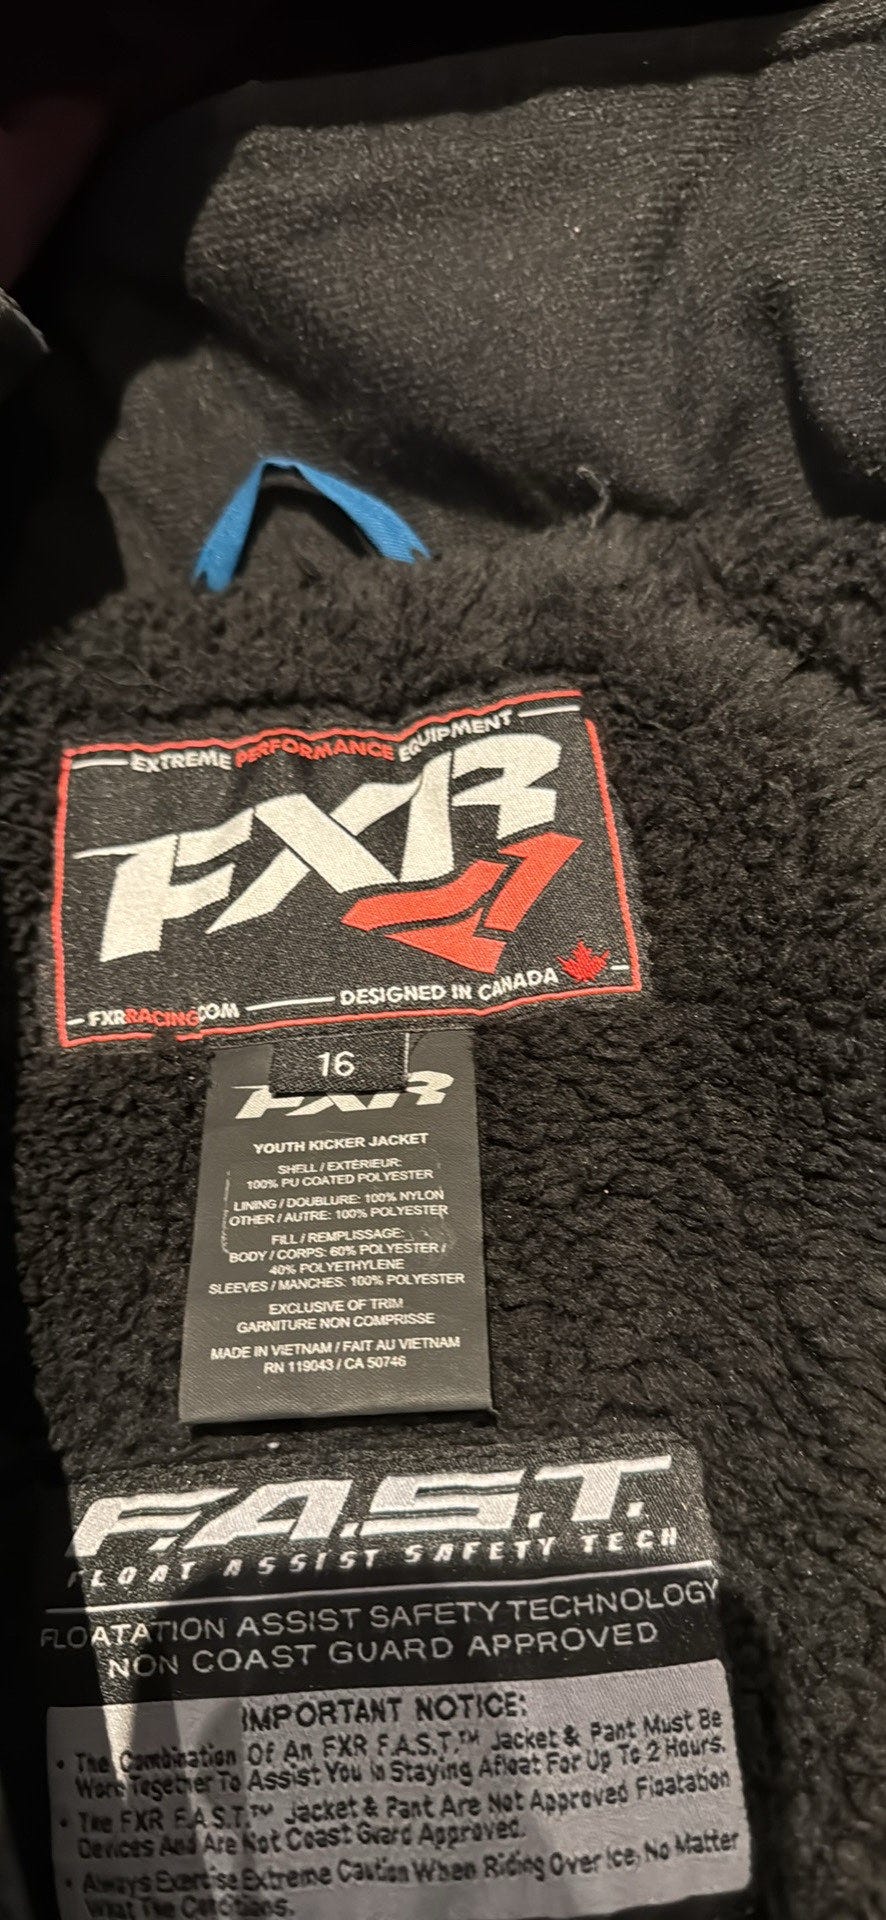 EXTREME PERFORMANCE EQUIPMENT
FXR
FXRRACING.COM DESIGNED IN CANADA
16
FXR
YOUTH KICKER JACKET
SHELL / EXTÉRIEUR:
100% PU COATED POLYESTER
LINING / DOUBLURE: 100% NYLON
OTHER / AUTRE: 100% POLYESTER
FILL / REMPLISSAGE:
BODY / CORPS: 60% POLYESTER /
40% POLYETHYLENE
SLEEVES / MANCHES: 100% POLYESTER
EXCLUSIVE OF TRIM
GARNITURE NON COMPRISSE
MADE IN VIETNAM / FAIT AU VIETNAM
RN 119043 / CA 50746
F.A.S.T.
FLOAT ASSIST SAFETY TECH
FLOATATION ASSIST SAFETY TECHNOLOGY
NON COAST GUARD APPROVED
IMPORTANT NOTICE:
• The Combination Of An FXR F.A.S.T.™ Jacket & Pant Must Be
Worn Together To Assist You In Staying Afloat For Up To 2 Hours.
• The FXR F.A.S.T.™ Jacket & Pant Are Not Approved Floatation
Devices And Are Not Coast Guard Approved.
• Always Exercise Extreme Caution When Riding Over Ice, No Matter
What The Conditions.